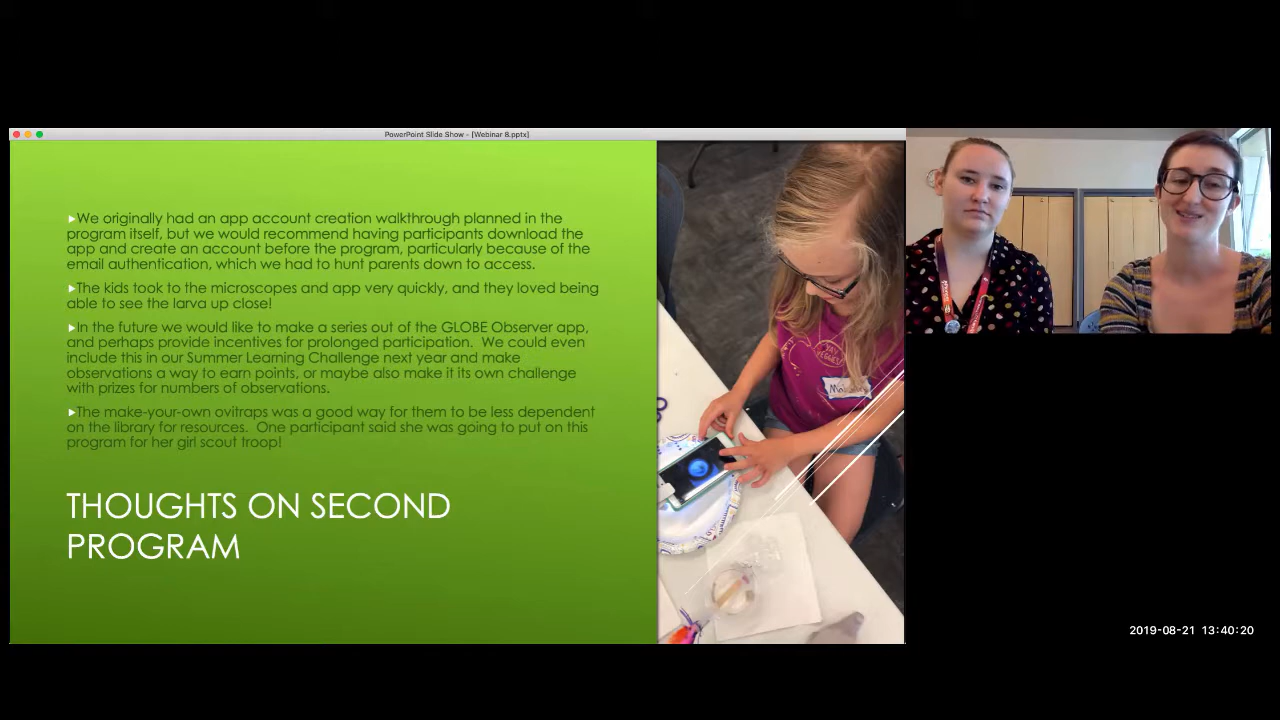 PowerPoint Slide Show - [Webinar 8.pptx]
We originally had an app account creation walkthrough planned in the
program itself, but we would recommend having participants download the
app and create an account before the program, particularly because of the
email authentication, which we had to hunt parents down to access.
The kids took to the microscopes and app very quickly, and they loved being
able to see the larva up close!
In the future we would like to make a series out of the GLOBE Observer app,
and perhaps provide incentives for prolonged participation.  We could even
include this in our Summer Learning Challenge next year and make
observations a way to earn points, or maybe also make it its own challenge
with prizes for numbers of observations.
The make-your-own ovitraps was a good way for them to be less dependent
on the library for resources.  One participant said she was going to put on this
program for her girl scout troop!
THOUGHTS ON SECOND
PROGRAM
YAY
VEGGIES!
2019-08-21 13:40:20